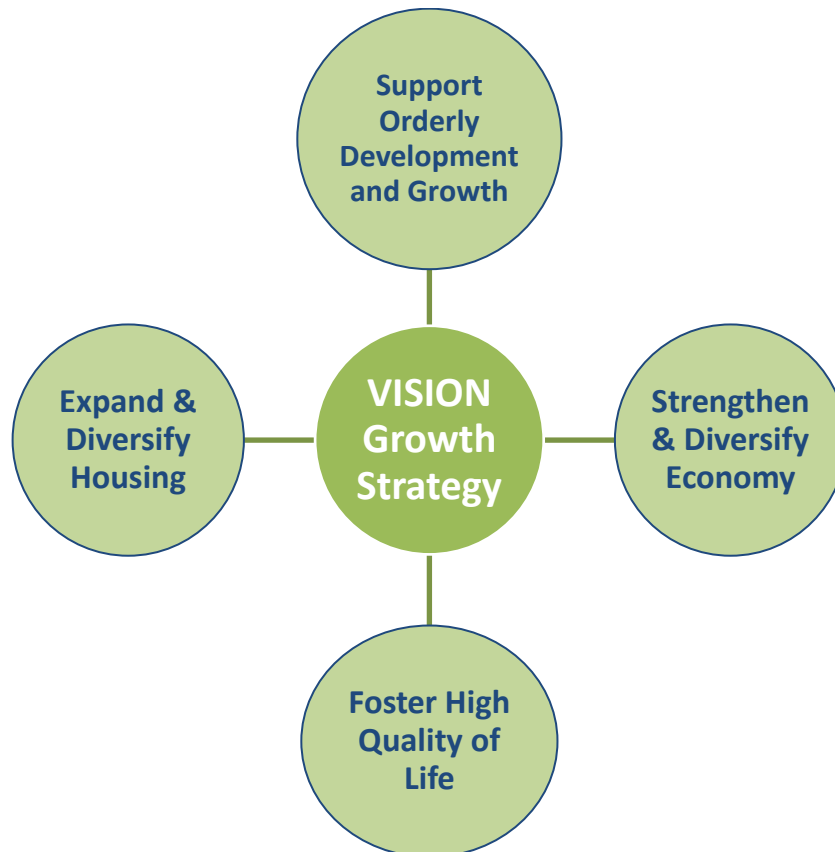 Support
Orderly
Development
and Growth
Expand &
Diversify
Housing
VISION
Growth
Strategy
Strengthen
& Diversify
Economy
Foster High
Quality of
Life